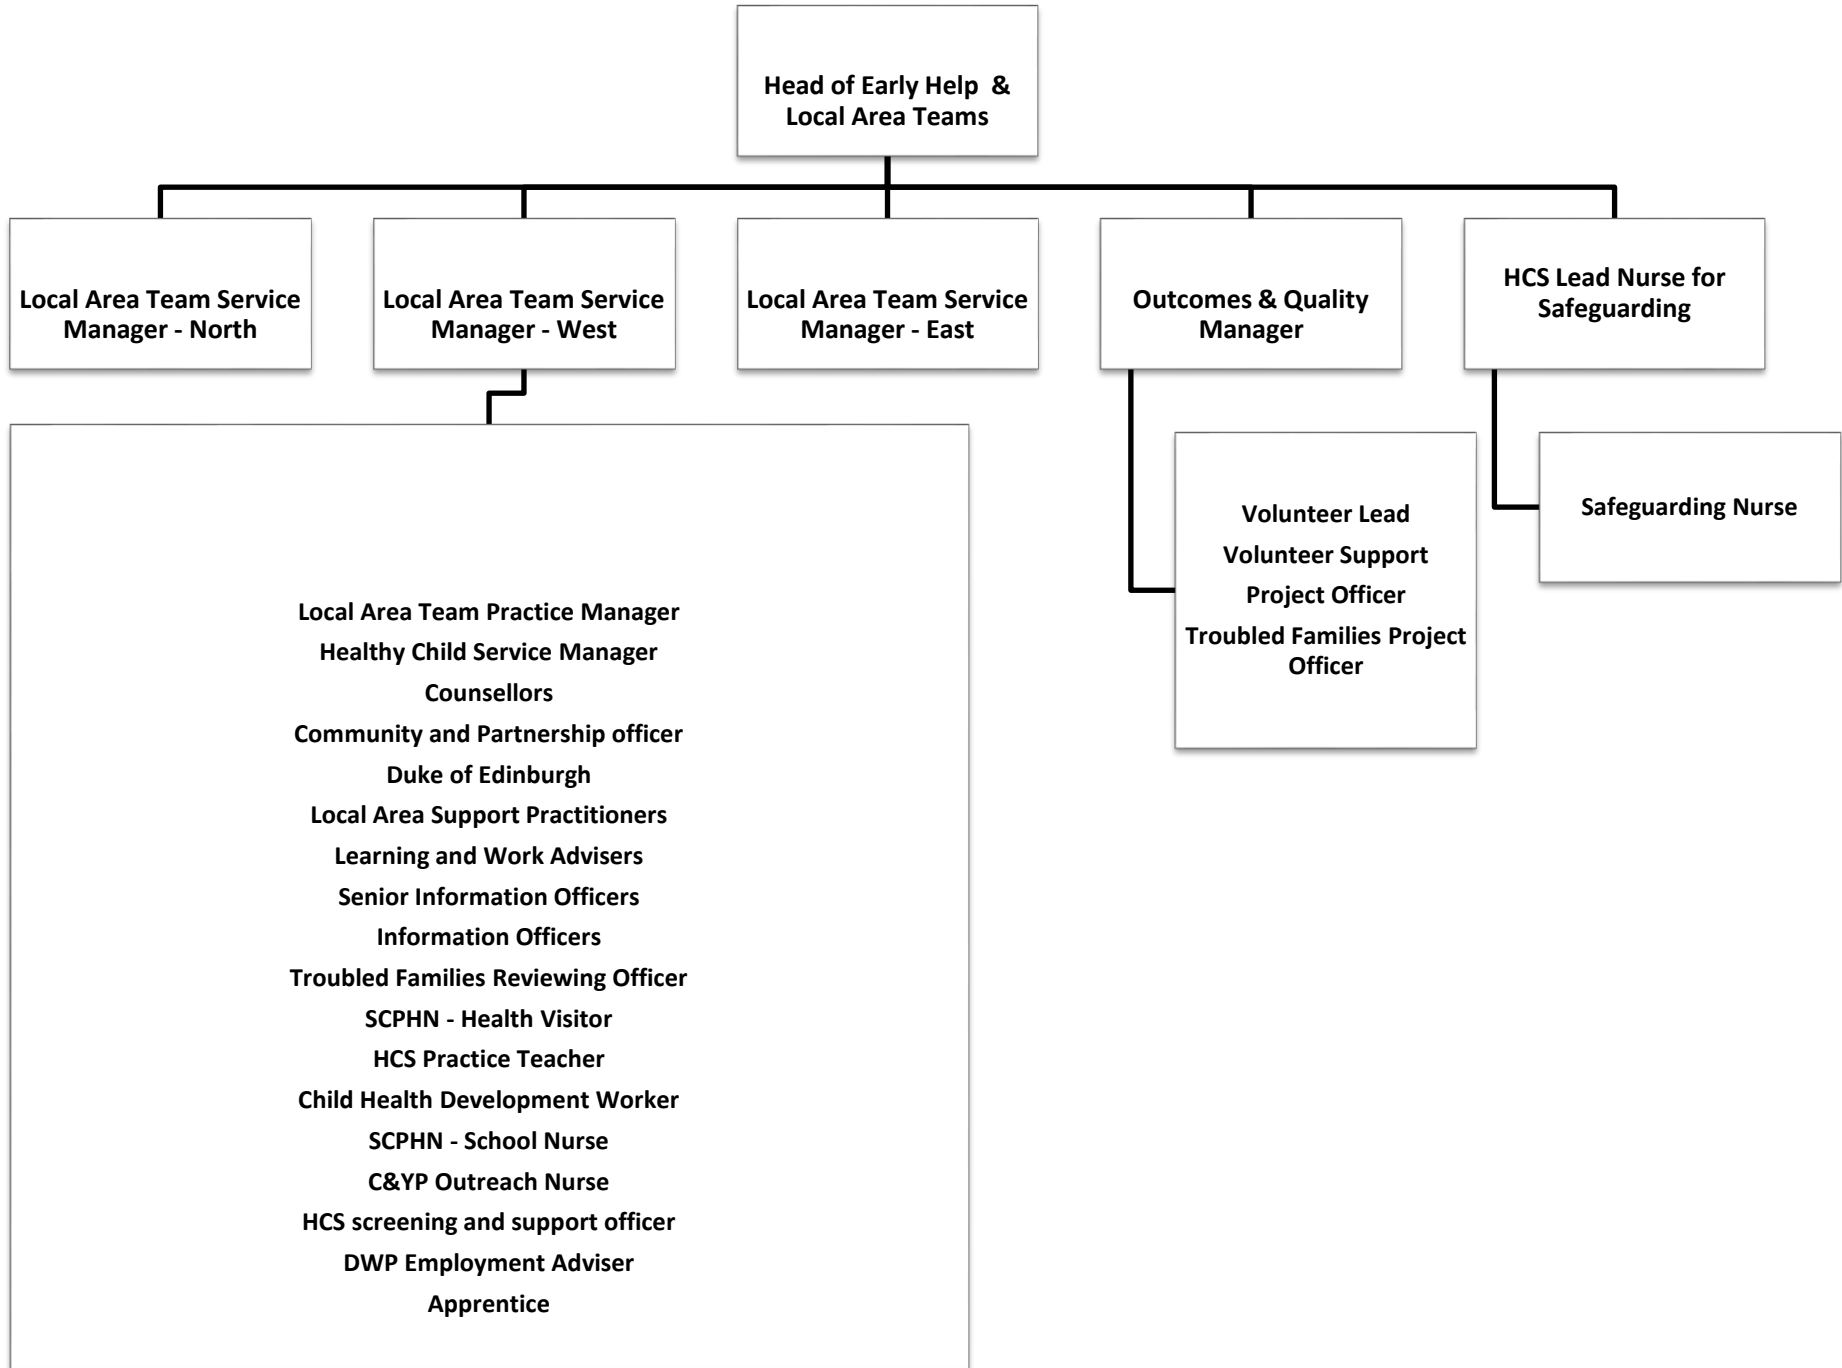 Head of Early Help &
Local Area Teams
Local Area Team Service
Manager - North
Local Area Team Service
Manager - West
Local Area Team Service
Manager - East
Outcomes & Quality
Manager
HCS Lead Nurse for
Safeguarding
Local Area Team Practice Manager
Healthy Child Service Manager
Counsellors
Community and Partnership officer
Duke of Edinburgh
Local Area Support Practitioners
Learning and Work Advisers
Senior Information Officers
Information Officers
Troubled Families Reviewing Officer
SCPHN - Health Visitor
HCS Practice Teacher
Child Health Development Worker
SCPHN - School Nurse
C&YP Outreach Nurse
HCS screening and support officer
DWP Employment Adviser
Apprentice
Volunteer Lead
Volunteer Support
Project Officer
Troubled Families Project
Officer
Safeguarding Nurse